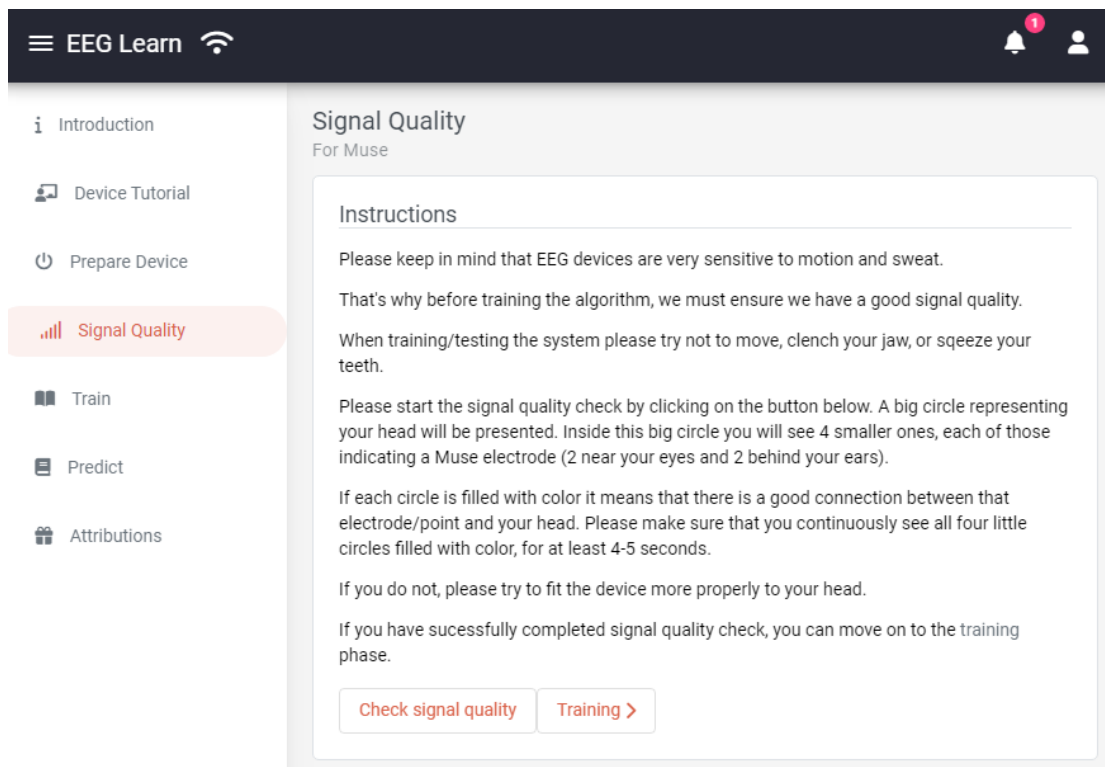 EEG Learn
1
Introduction
Device Tutorial
Prepare Device
Signal Quality
Train
Predict
Attributions
Signal Quality
For Muse
Instructions
Please keep in mind that EEG devices are very sensitive to motion and sweat.
That's why before training the algorithm, we must ensure we have a good signal quality.
When training/testing the system please try not to move, clench your jaw, or sqeeze your
teeth.
Please start the signal quality check by clicking on the button below. A big circle representing
your head will be presented. Inside this big circle you will see 4 smaller ones, each of those
indicating a Muse electrode (2 near your eyes and 2 behind your ears).
If each circle is filled with color it means that there is a good connection between that
electrode/point and your head. Please make sure that you continuously see all four little
circles filled with color, for at least 4-5 seconds.
If you do not, please try to fit the device more properly to your head.
If you have sucessfully completed signal quality check, you can move on to the training
phase.
Check signal quality
Training